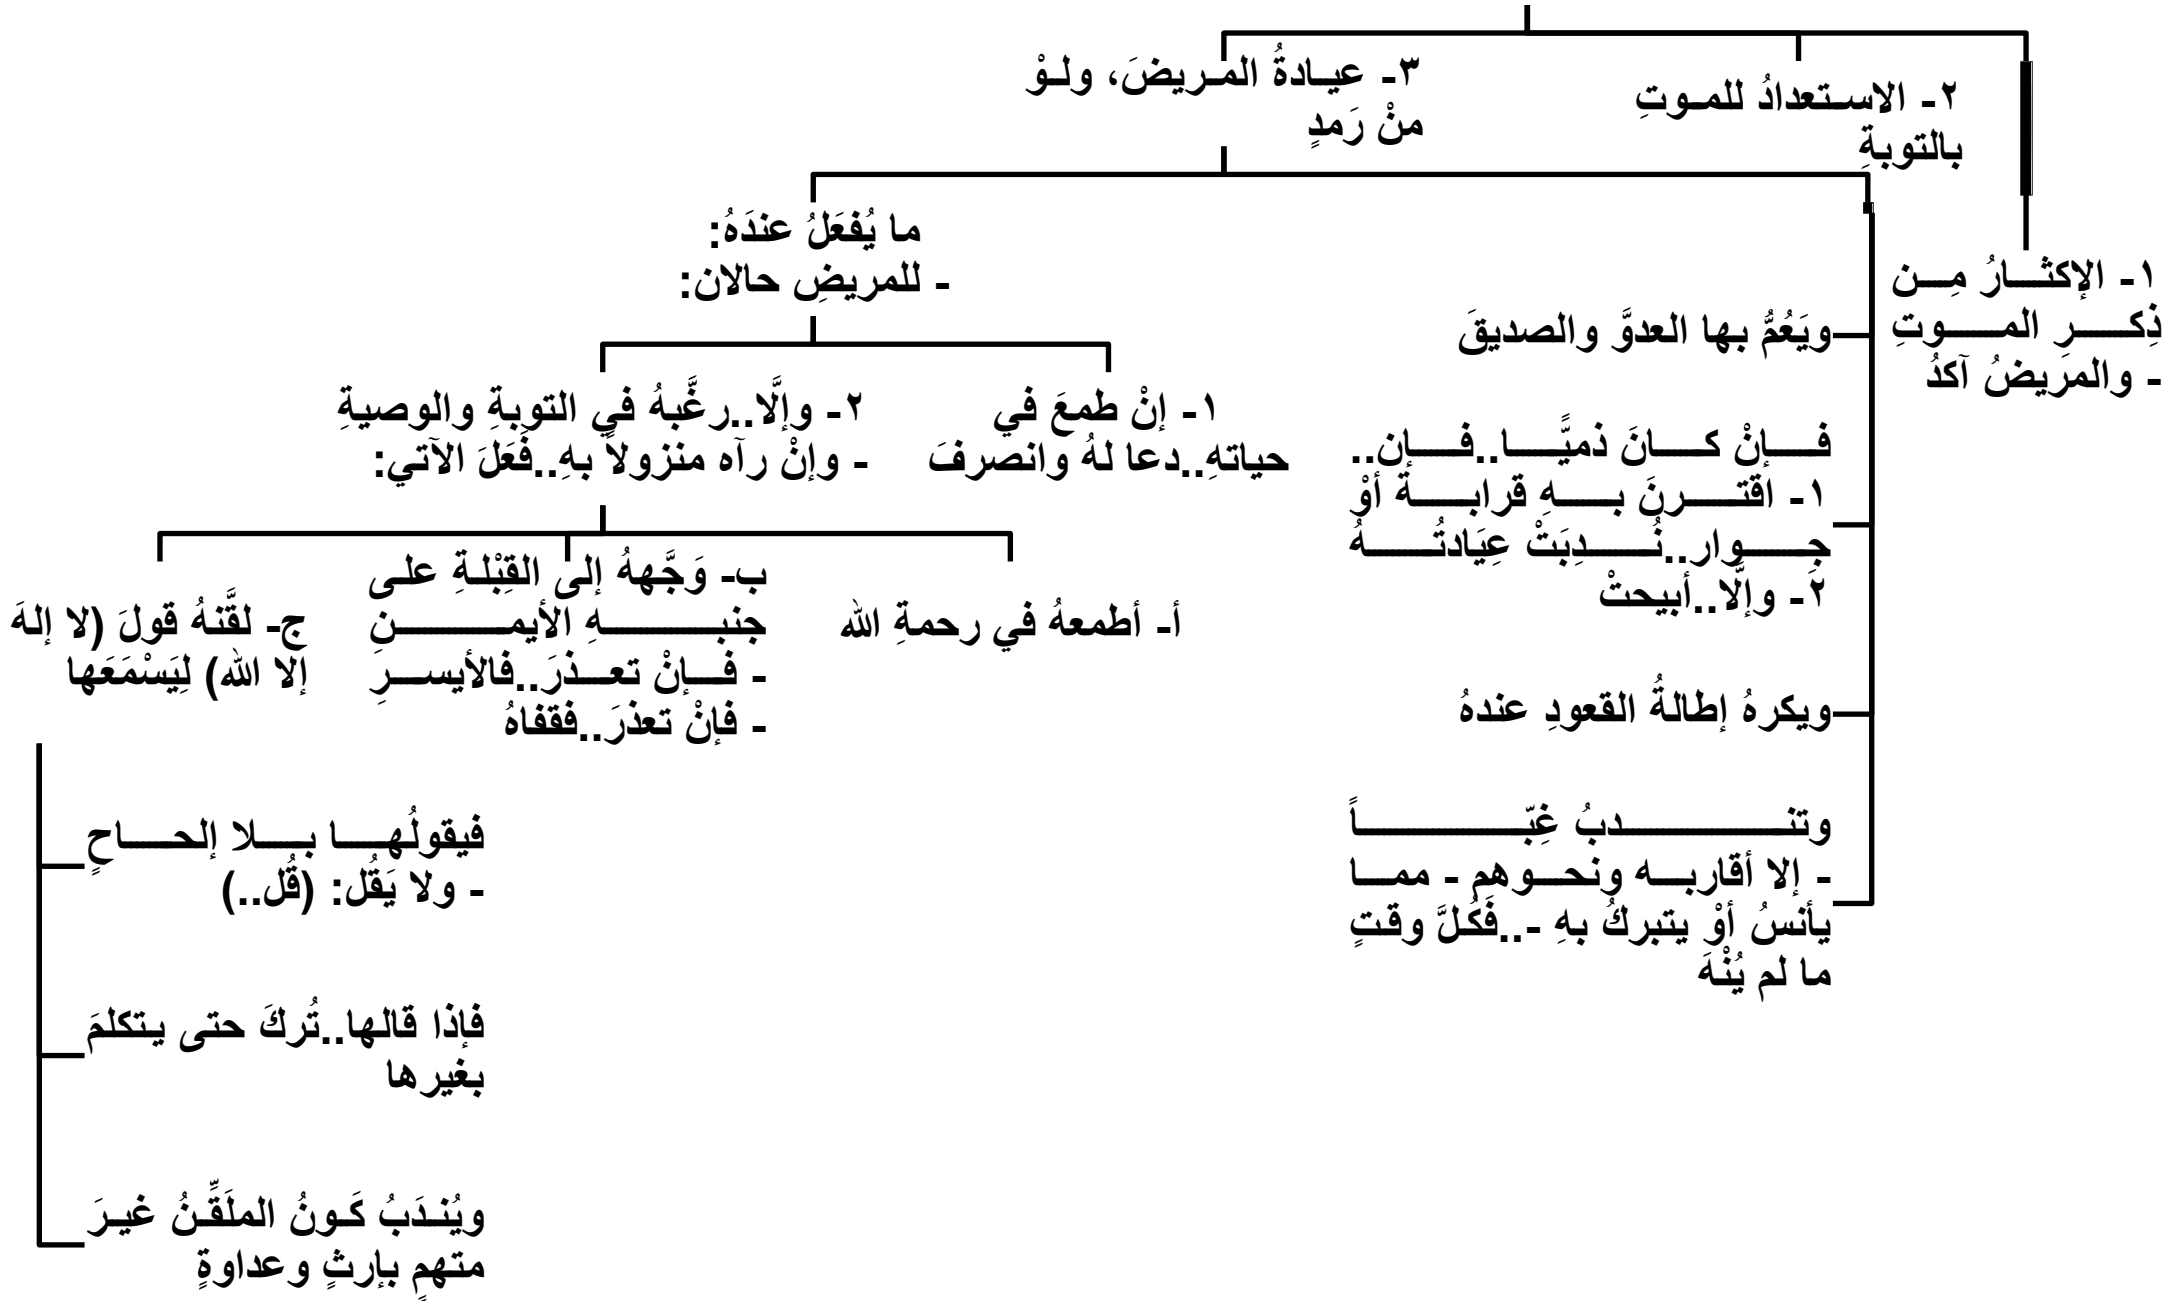 ١- الإكثارُ مِن
ذِكرِ الموتِ
- والمريضُ آكدُ
٢- الاستعدادُ للموتِ
بالتوبةِ
٣- عيادةُ المريضَ، ولوْ
منْ رَمدٍ
ويَعُمُّ بها العدوَّ والصديقَ
فإنْ كانَ ذميًّا..فإن..
١- اقترنَ بهِ قرابة أوْ
جِوار..نُدِبَتْ عِيَادتُهُ
٢- وإلَّا..أبيحتْ
ويكرهُ إطالةُ القعودِ عندهُ
وتندبُ غِبّاً
- إلا أقاربه ونحوهم - مما
يأنسُ أوْ يتبركُ بهِ -..فَكُلَّ وقتٍ
ما لم يُنْهَ
ما يُفعَلُ عندَهُ:
- للمريضِ حالان:
١- إنْ طمعَ في
حياتهِ..دعا لهُ وانصرفَ
٢- وإلَّا..رغَّبهُ في التوبةِ والوصيةِ
- وإنْ رآه منزولاً بهِ..فَعَلَ الآتي:
أ- أطمعهُ في رحمةِ الله
ب- وَجَّههُ إلى القِبْلةِ على
جنبهِ الأيمنِ
- فإنْ تعذرَ..فالأيسرِ
- فإنْ تعذرَ..فقفاهُ
ج- لقَّنهُ قولَ (لا إلهَ
إلا الله) لِيَسْمَعَها
فيقولُها بلا إلحاحٍ
- ولا يَقُل: (قُل..)
فإذا قالها..تُركَ حتى يتكلمَ
بغيرها
ويُندَبُ كَونُ الملَقِّنُ غيرَ
متهمٍ بإرثٍ وعداوةٍ